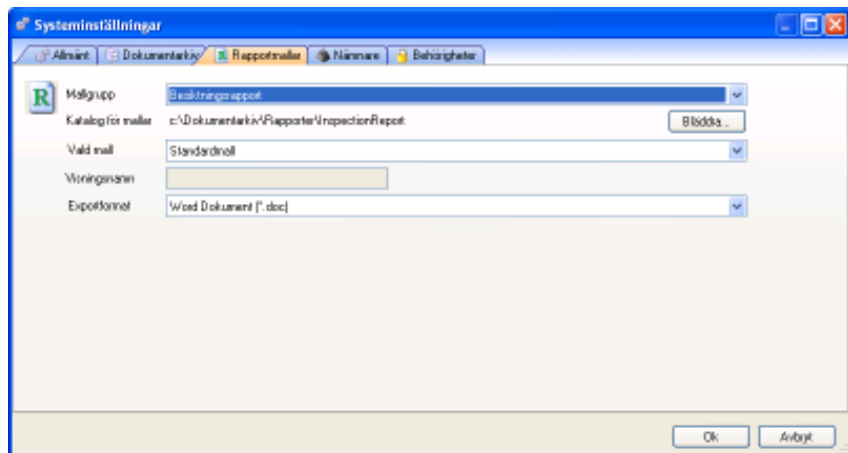 Systeminställningar
Allmänt Dokumentarkiv Rapportmallar Nämnare Behörigheter
R Mallgrupp Besiktningsrapport
Katalog för mallar c:\Dokumentarkiv\Rapporter\InspectionReport Bläddra...
Vald mall Standardmall
Visningsnamn
Exportformat Word Dokument (*.doc)
Ok Avbryt